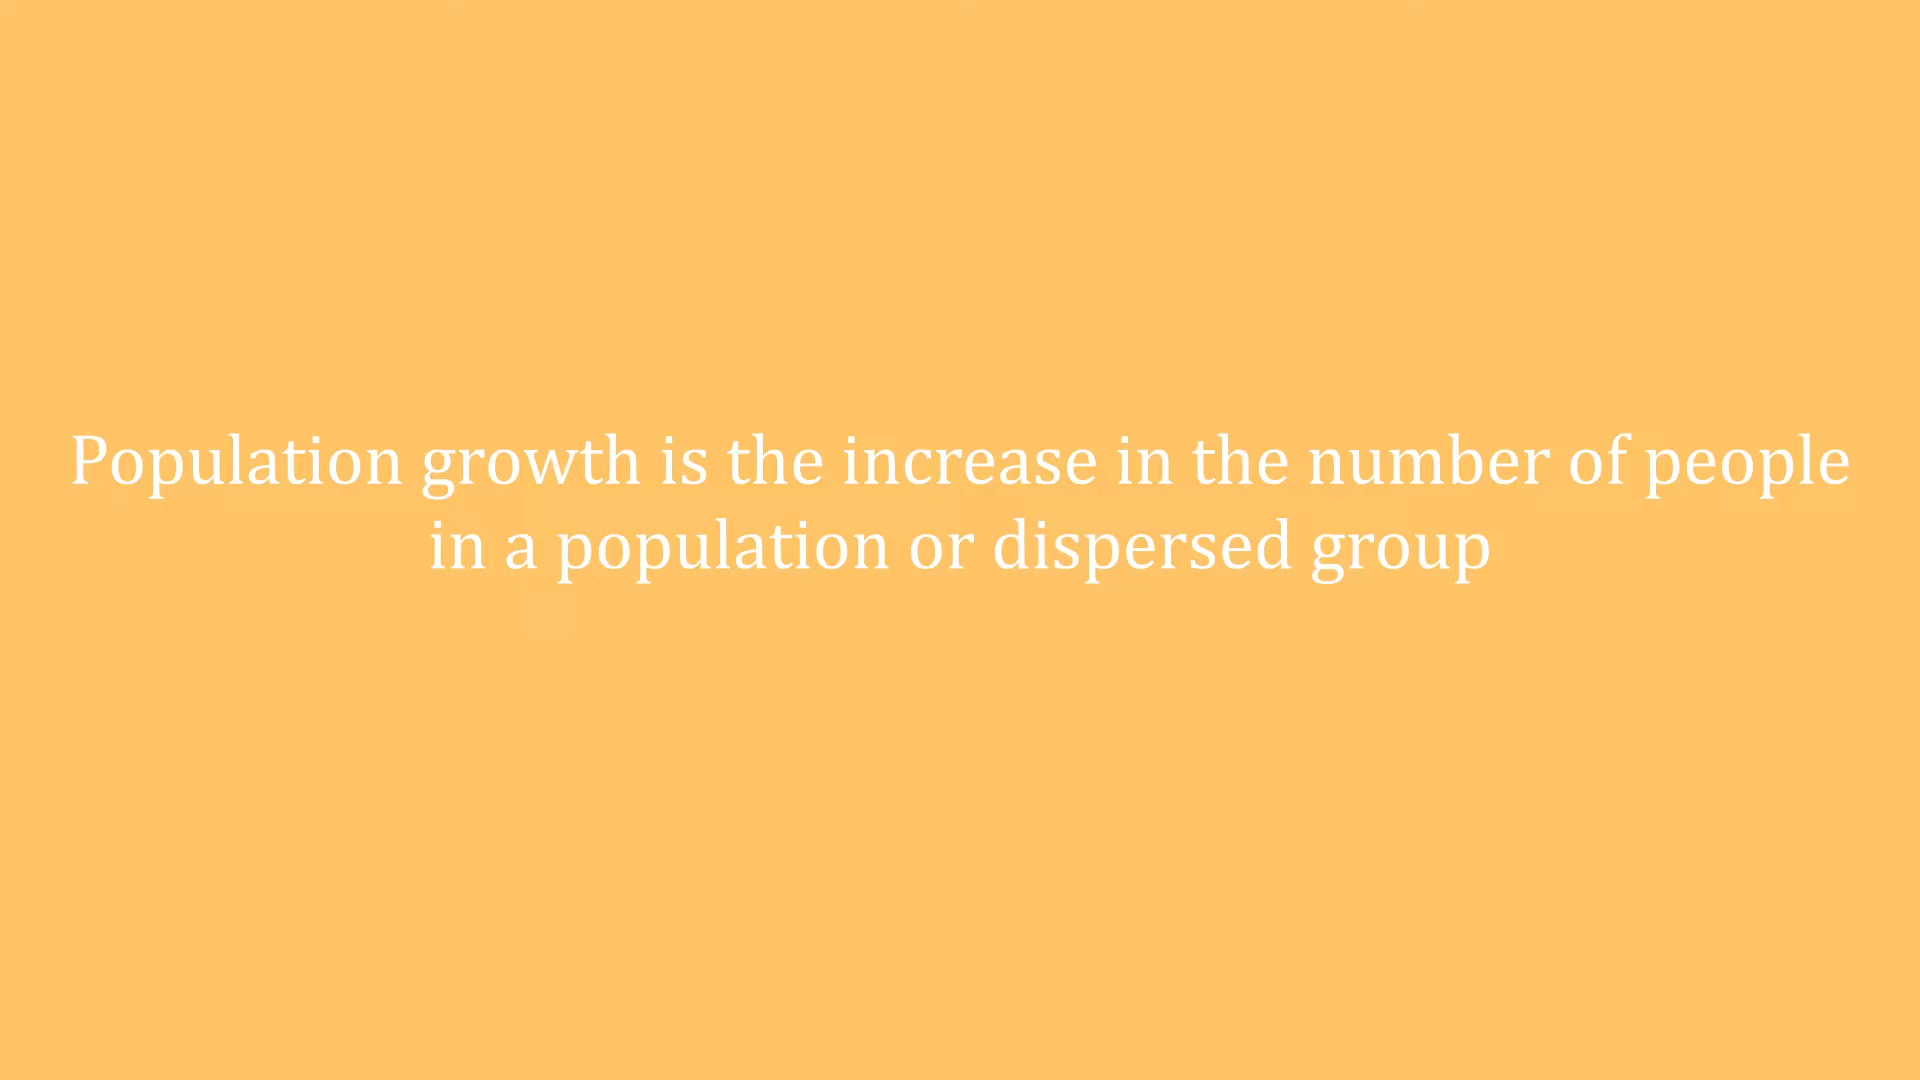 Population growth is the increase in the number of people
in a population or dispersed group